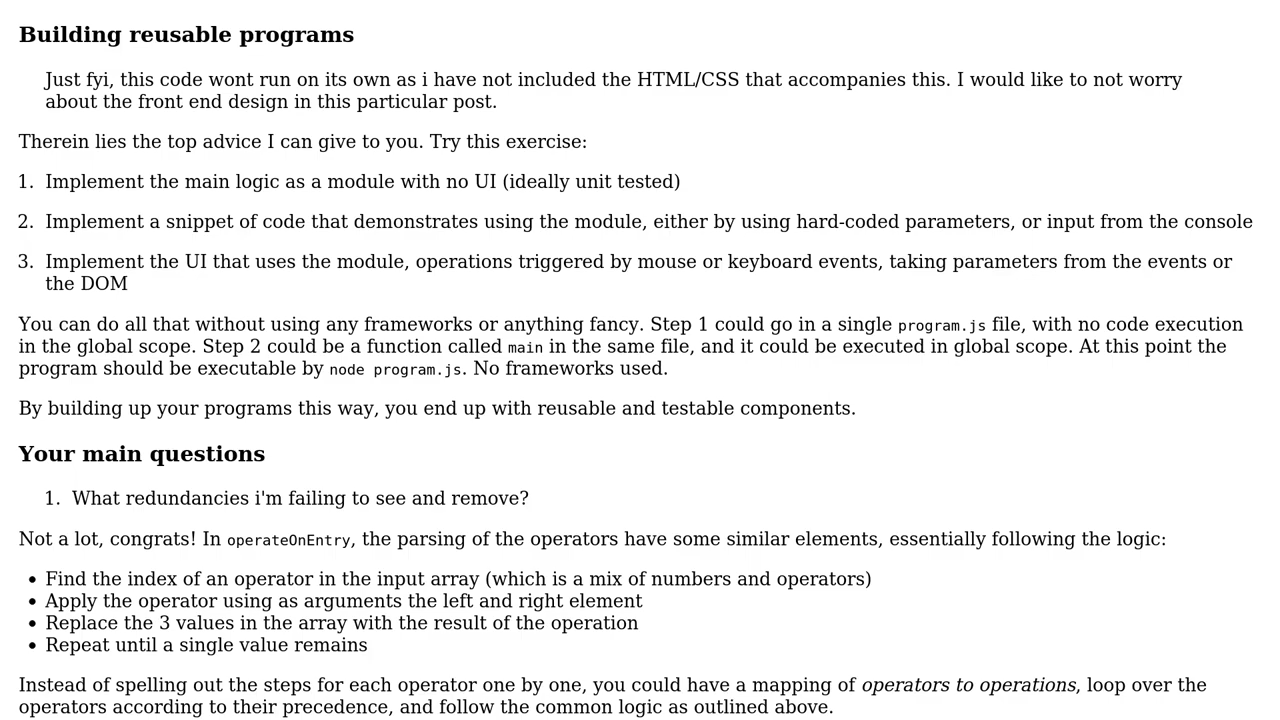 Building reusable programs
Just fyi, this code wont run on its own as i have not included the HTML/CSS that accompanies this. I would like to not worry
about the front end design in this particular post.
Therein lies the top advice I can give to you. Try this exercise:
1. Implement the main logic as a module with no UI (ideally unit tested)
2. Implement a snippet of code that demonstrates using the module, either by using hard-coded parameters, or input from the console
3. Implement the UI that uses the module, operations triggered by mouse or keyboard events, taking parameters from the events or
the DOM
You can do all that without using any frameworks or anything fancy. Step 1 could go in a single program.js file, with no code execution
in the global scope. Step 2 could be a function called main in the same file, and it could be executed in global scope. At this point the
program should be executable by node program.js. No frameworks used.
By building up your programs this way, you end up with reusable and testable components.
Your main questions
1. What redundancies i'm failing to see and remove?
Not a lot, congrats! In operateOnEntry, the parsing of the operators have some similar elements, essentially following the logic:
• Find the index of an operator in the input array (which is a mix of numbers and operators)
• Apply the operator using as arguments the left and right element
• Replace the 3 values in the array with the result of the operation
• Repeat until a single value remains
Instead of spelling out the steps for each operator one by one, you could have a mapping of operators to operations, loop over the
operators according to their precedence, and follow the common logic as outlined above.